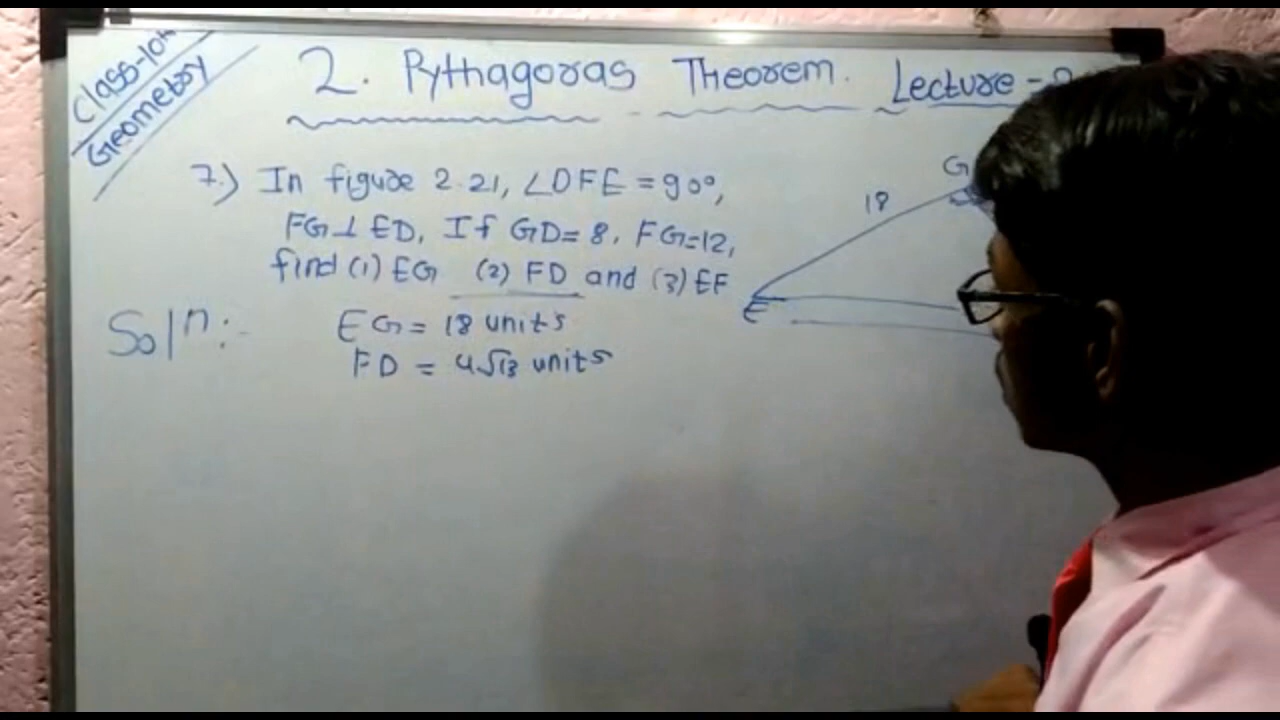 Class-10th
Geometry
2. Pythagoras Theorem. Lecture -
7.) In figure 2.21, ∠DFE = 90°,
FG ⊥ ED, If GD = 8, FG = 12,
find (1) EG (2) FD and (3) EF
Sol^n :-
EG = 18 units
FD = 4√13 units
G
18
E